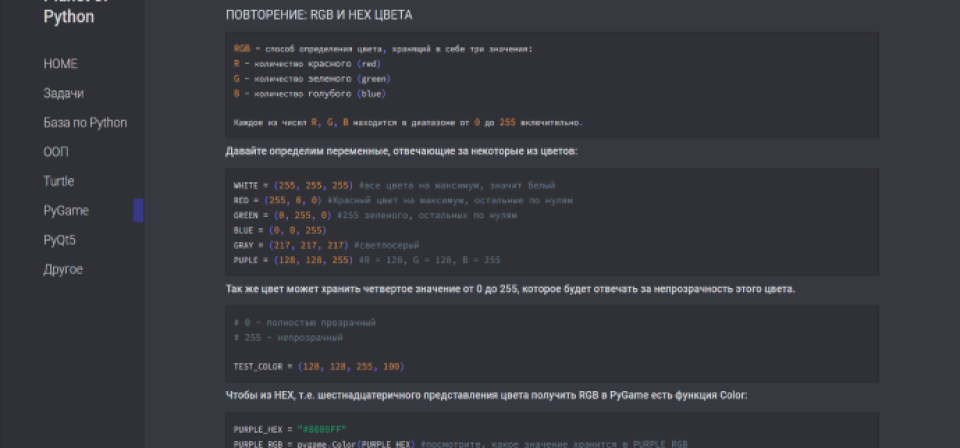 Python
HOME
Задачи
База по Python
ООП
Turtle
PyGame
PyQt5
Другое
ПОВТОРЕНИЕ: RGB И HEX ЦВЕТА
RGB - способ определения цвета, хранящий в себе три значения:
R - количество красного (red)
G - количество зеленого (green)
B - количество голубого (blue)
Каждое из чисел R, G, B находится в диапазоне от 0 до 255 включительно.
Давайте определим переменные, отвечающие за некоторые из цветов:
WHITE = (255, 255, 255) #все цвета на максимум, значит белый
RED = (255, 0, 0) #Красный цвет на максимум, остальные по нулям
GREEN = (0, 255, 0) #255 зеленого, остальных по нулям
BLUE = (0, 0, 255)
GRAY = (217, 217, 217) #светлосерый
PUPLE = (128, 128, 255) #R = 128, G = 128, B = 255
Так же цвет может хранить четвертое значение от 0 до 255, которое будет отвечать за непрозрачность этого цвета.
# 0 - полностью прозрачный
# 255 - непрозрачный
TEST_COLOR = (128, 128, 255, 100)
Чтобы из HEX, т.е. шестнадцатеричного представления цвета получить RGB в PyGame есть функция Color:
PURPLE_HEX = "#8080FF"
PURPLE_RGB = pygame.Color(PURPLE_HEX) #посмотрите, какое значение хранится в PURPLE_RGB